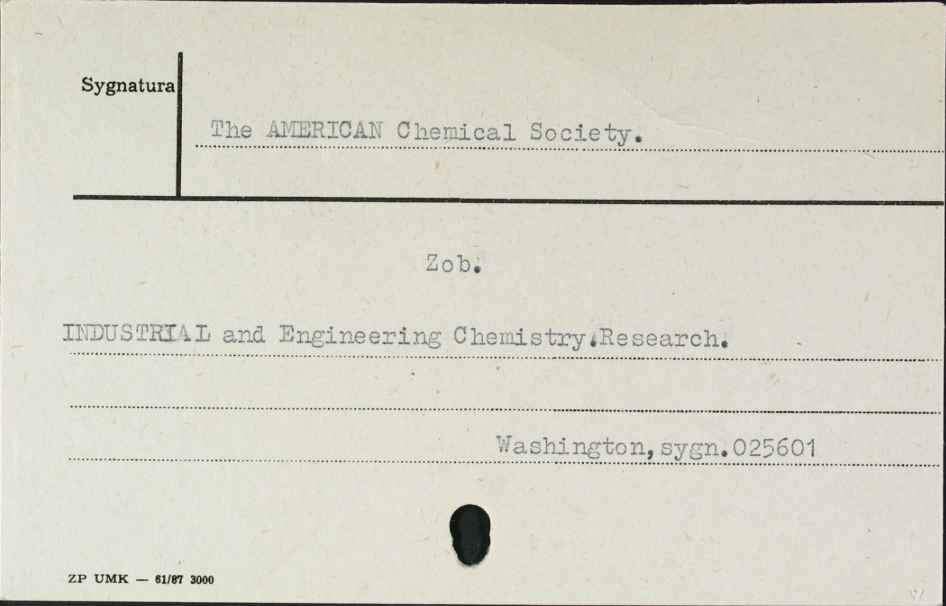 Sygnatura
The AMERICAN Chemical Society.
Zob.
INDUSTRIAL and Engineering Chemistry.Research.
Washington,sygn.025601
ZP UMK — 61/87 3000